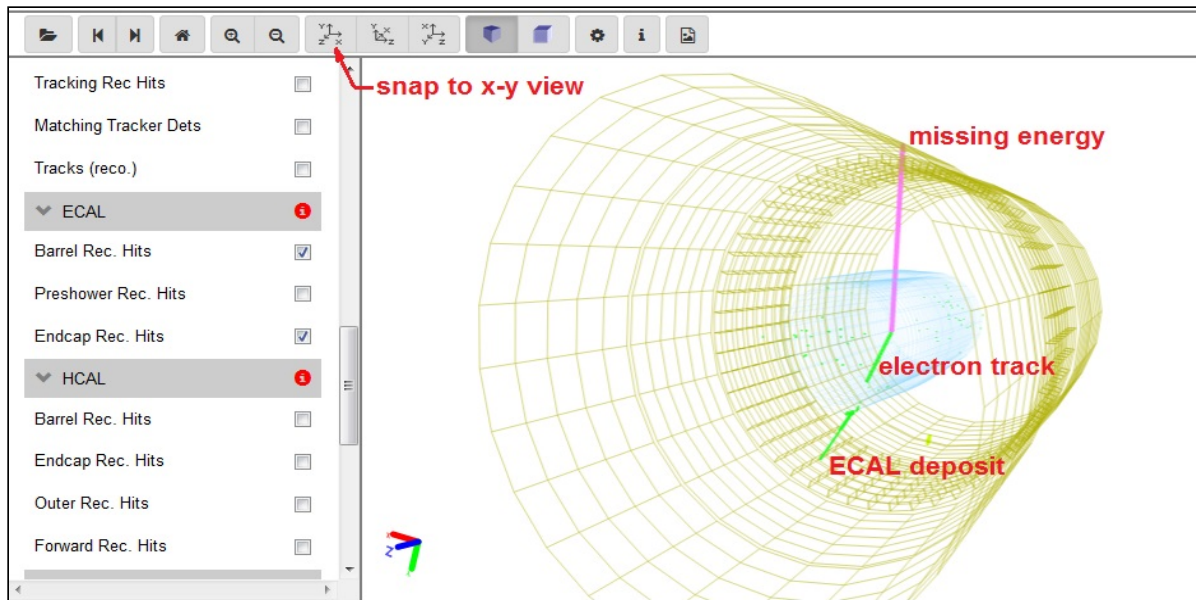 snap to x-y view
Tracking Rec Hits
Matching Tracker Dets
Tracks (reco.)
ECAL
Barrel Rec. Hits
Preshower Rec. Hits
Endcap Rec. Hits
HCAL
Barrel Rec. Hits
Endcap Rec. Hits
Outer Rec. Hits
Forward Rec. Hits
missing energy
electron track
ECAL deposit
Z